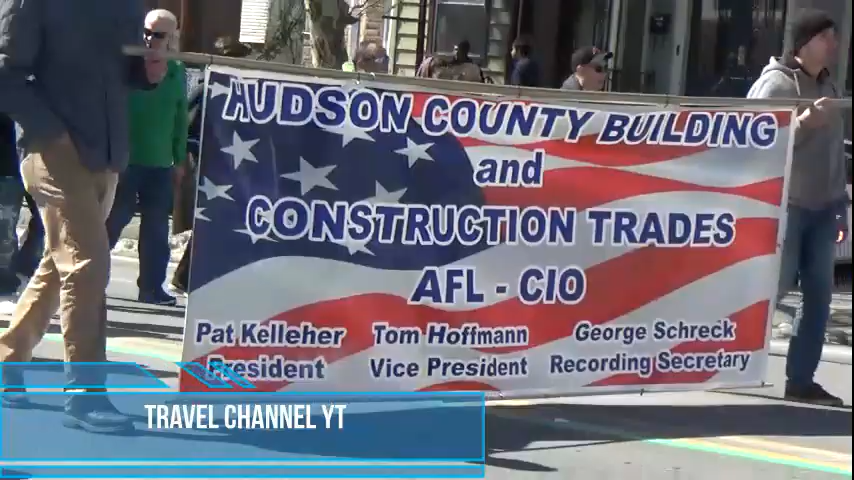 HUDSON COUNTY BUILDING
and
CONSTRUCTION TRADES
AFL - CIO
Pat Kelleher Tom Hoffmann George Schreck
President Vice President Recording Secretary
TRAVEL CHANNEL YT